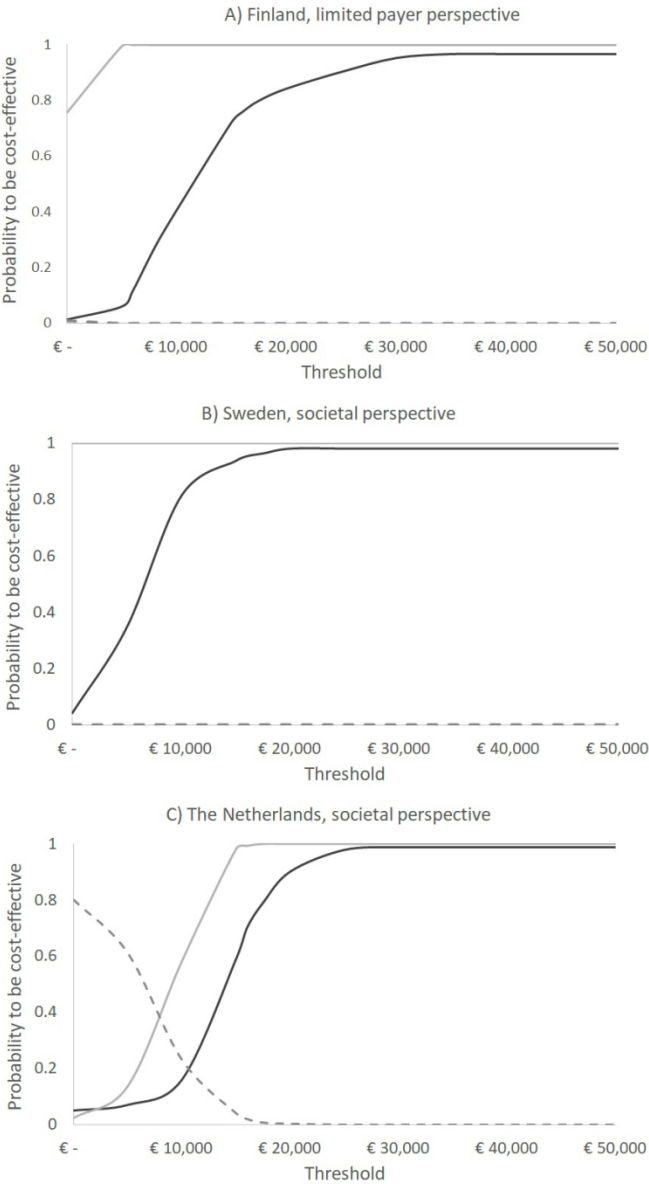 A) Finland, limited payer perspective
Probability to be cost-effective
1
0.8
0.6
0.4
0.2
0
€ - € 10,000 € 20,000 € 30,000 € 40,000 € 50,000
Threshold
B) Sweden, societal perspective
Probability to be cost-effective
1
0.8
0.6
0.4
0.2
0
€ - € 10,000 € 20,000 € 30,000 € 40,000 € 50,000
Threshold
C) The Netherlands, societal perspective
Probability to be cost-effective
1
0.8
0.6
0.4
0.2
0
€ - € 10,000 € 20,000 € 30,000 € 40,000 € 50,000
Threshold